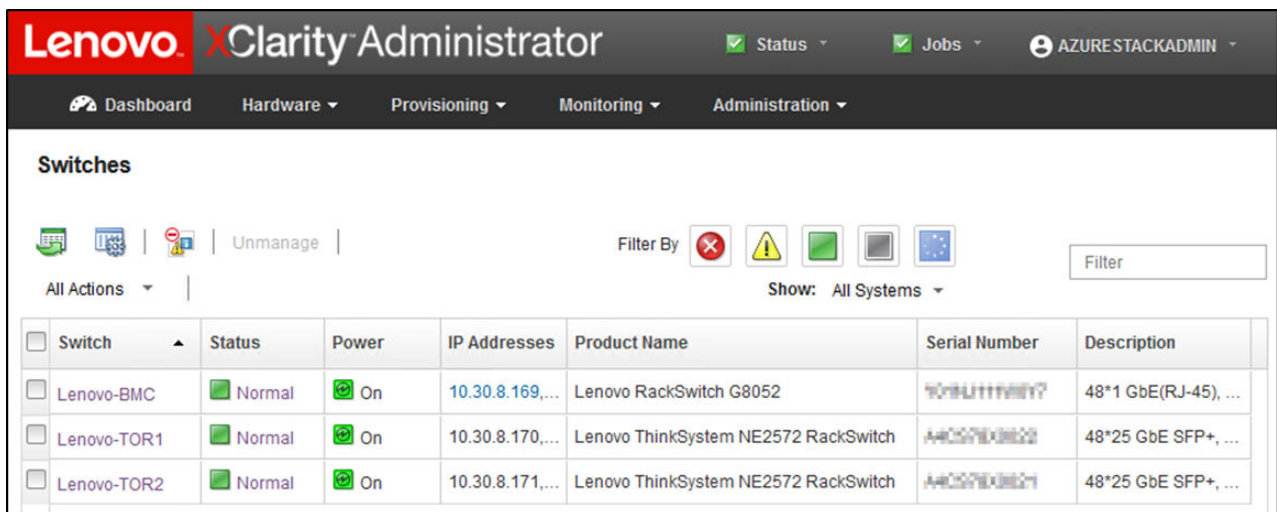 Lenovo. XClarity Administrator Status Jobs AZURESTACKADMIN
Dashboard Hardware Provisioning Monitoring Administration
Switches
Unmanage Filter By Filter
All Actions Show: All Systems
Switch Status Power IP Addresses Product Name Serial Number Description
Lenovo-BMC Normal On 10.30.8.169,... Lenovo RackSwitch G8052 48*1 GbE(RJ-45), ...
Lenovo-TOR1 Normal On 10.30.8.170,... Lenovo ThinkSystem NE2572 RackSwitch 48*25 GbE SFP+, ...
Lenovo-TOR2 Normal On 10.30.8.171,... Lenovo ThinkSystem NE2572 RackSwitch 48*25 GbE SFP+, ...